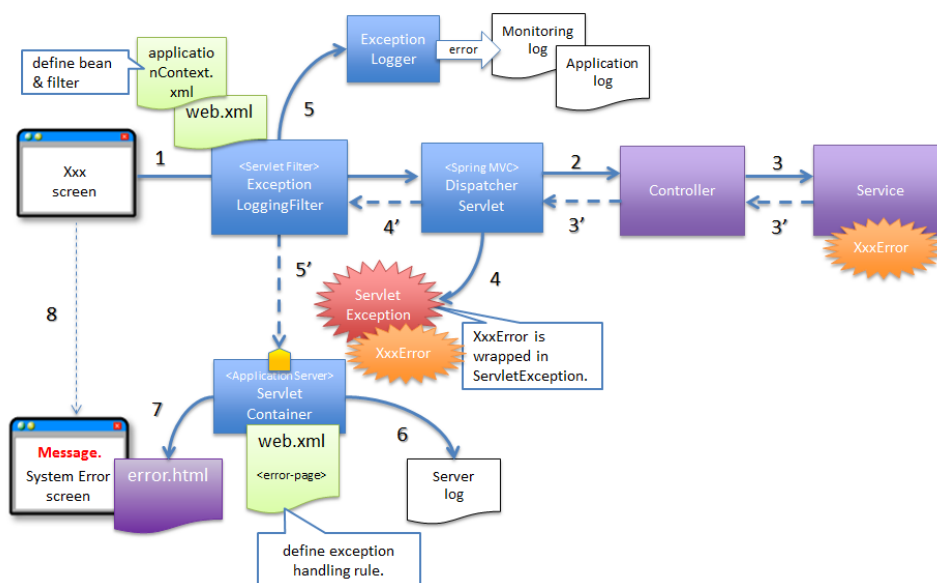 define bean
& filter
applicatio
nContext.
xml
web.xml
Exception
Logger
error
Monitoring
log
Application
log
5
Xxx
screen
1
<Servlet Filter>
Exception
LoggingFilter
<Spring MVC>
Dispatcher
Servlet
2
Controller
3
Service
4’
3’
3’
XxxError
5’
4
Servlet
Exception
XxxError
XxxError is
wrapped in
ServletException.
8
<Application Server>
Servlet
Container
7
6
Message.
System Error
screen
error.html
web.xml
<error-page>
Server
log
define exception
handling rule.